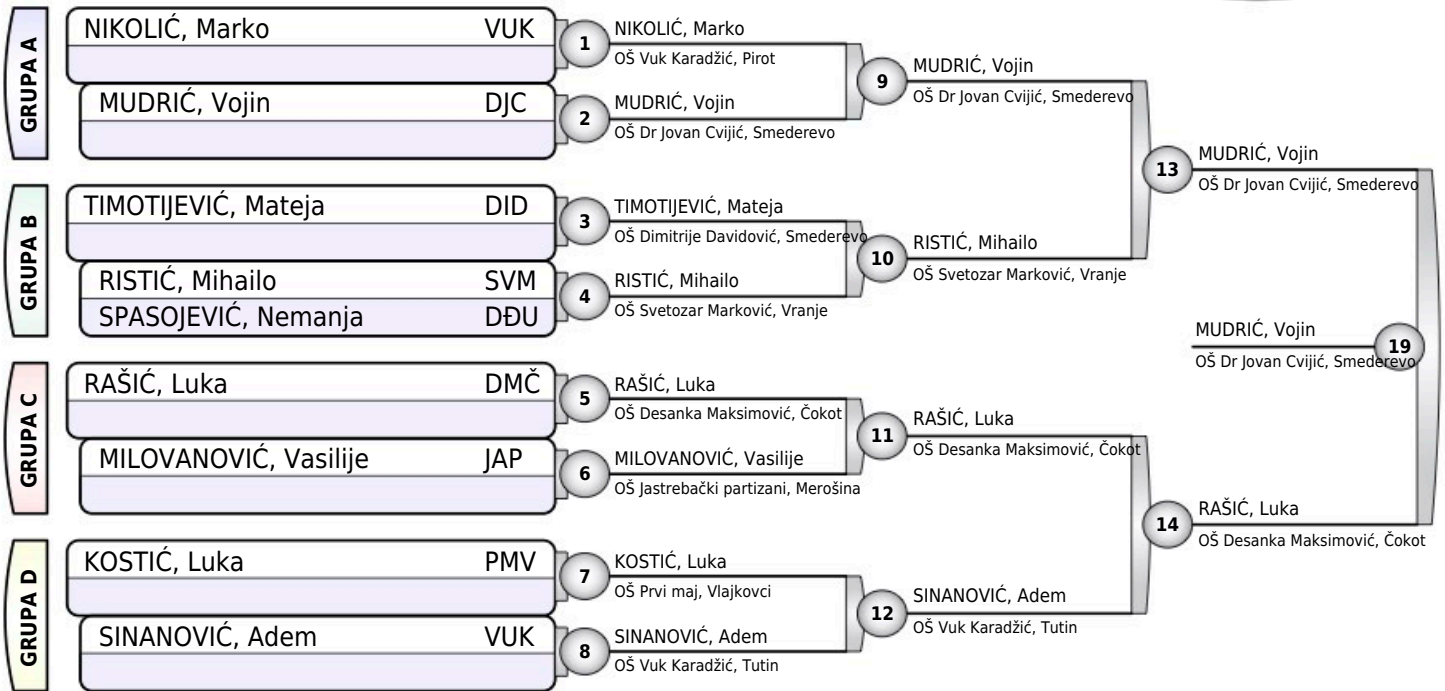 GRUPA A
NIKOLIĆ, Marko VUK
MUDRIĆ, Vojin DJC
GRUPA B
TIMOTIJEVIĆ, Mateja DID
RISTIĆ, Mihailo SVM
SPASOJEVIĆ, Nemanja DĐU
GRUPA C
RAŠIĆ, Luka DMČ
MILOVANOVIĆ, Vasilije JAP
GRUPA D
KOSTIĆ, Luka PMV
SINANOVIĆ, Adem VUK
1
NIKOLIĆ, Marko
OŠ Vuk Karadžić, Pirot
2
MUDRIĆ, Vojin
OŠ Dr Jovan Cvijić, Smederevo
3
TIMOTIJEVIĆ, Mateja
OŠ Dimitrije Davidović, Smederevo
4
RISTIĆ, Mihailo
OŠ Svetozar Marković, Vranje
5
RAŠIĆ, Luka
OŠ Desanka Maksimović, Čokot
6
MILOVANOVIĆ, Vasilije
OŠ Jastrebački partizani, Merošina
7
KOSTIĆ, Luka
OŠ Prvi maj, Vlajkovci
8
SINANOVIĆ, Adem
OŠ Vuk Karadžić, Tutin
9
MUDRIĆ, Vojin
OŠ Dr Jovan Cvijić, Smederevo
10
RISTIĆ, Mihailo
OŠ Svetozar Marković, Vranje
11
RAŠIĆ, Luka
OŠ Desanka Maksimović, Čokot
12
SINANOVIĆ, Adem
OŠ Vuk Karadžić, Tutin
13
MUDRIĆ, Vojin
OŠ Dr Jovan Cvijić, Smederevo
14
RAŠIĆ, Luka
OŠ Desanka Maksimović, Čokot
MUDRIĆ, Vojin
OŠ Dr Jovan Cvijić, Smederevo
19